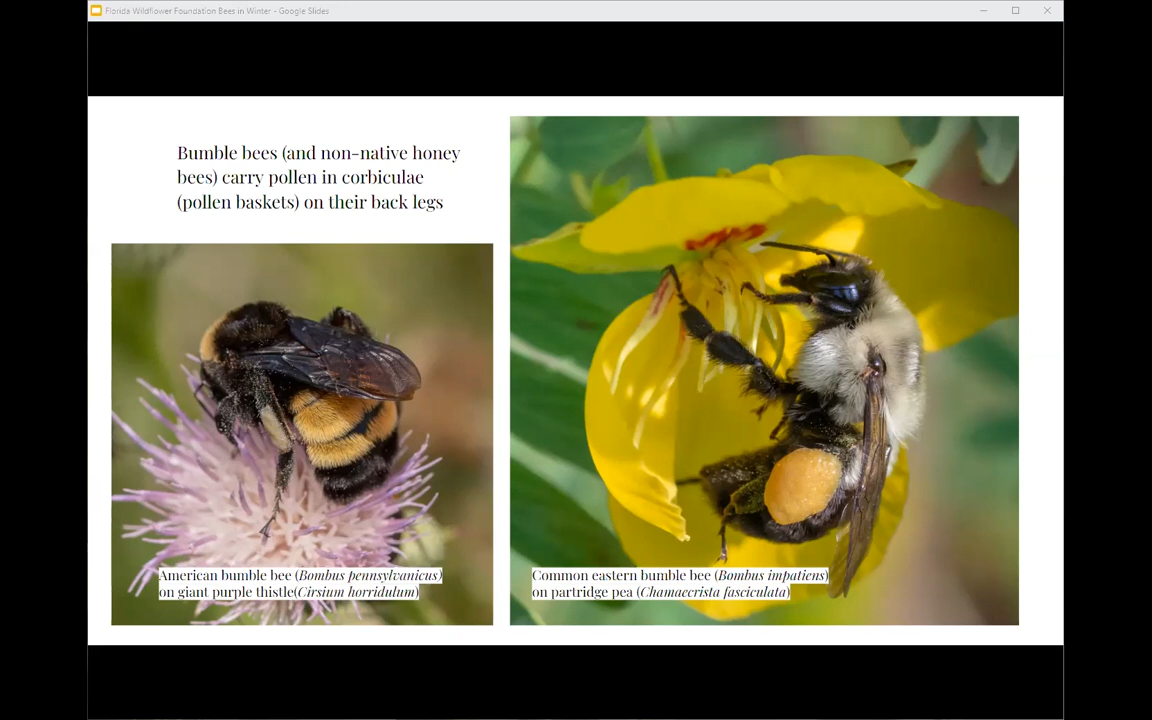 Florida Wildflower Foundation Bees in Winter - Google Slides
Bumble bees (and non-native honey
bees) carry pollen in corbiculae
(pollen baskets) on their back legs
American bumble bee (Bombus pennsylvanicus)
on giant purple thistle(Cirsium horridulum)
Common eastern bumble bee (Bombus impatiens)
on partridge pea (Chamaecrista fasciculata)